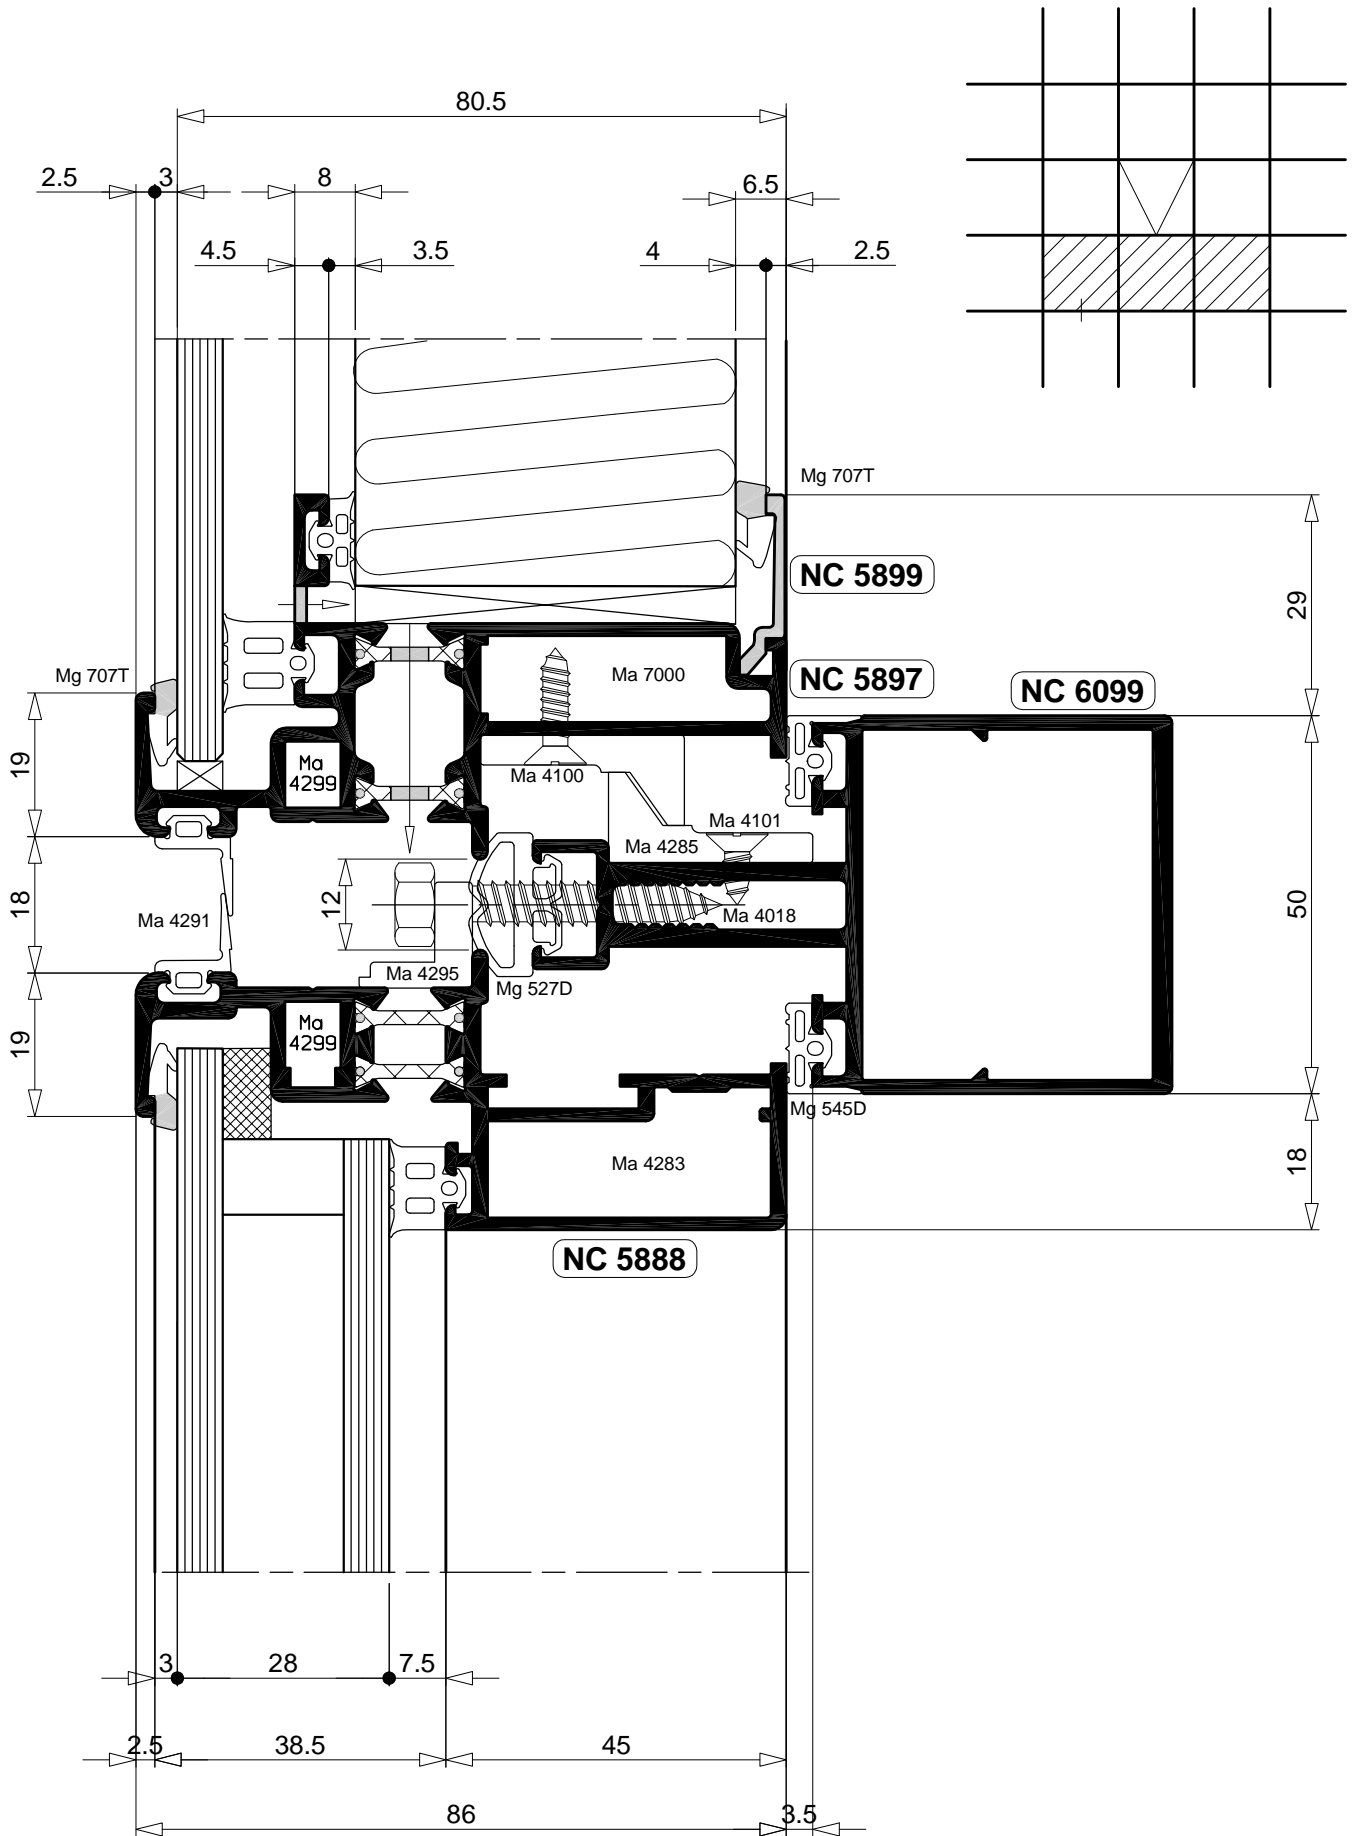 80.5
2.5 3 8 6.5
4.5 3.5 4 2.5
Mg 707T
NC 5899
29
Mg 707T
Ma 7000
NC 5897
NC 6099
19
Ma
4299
Ma 4100
Ma 4101
Ma 4285
18
Ma 4291
12
Ma 4018
50
Ma 4295
Mg 527D
19
Ma
4299
Mg 545D
Ma 4283
18
NC 5888
3 28 7.5
2.5 38.5 45
86 3.5